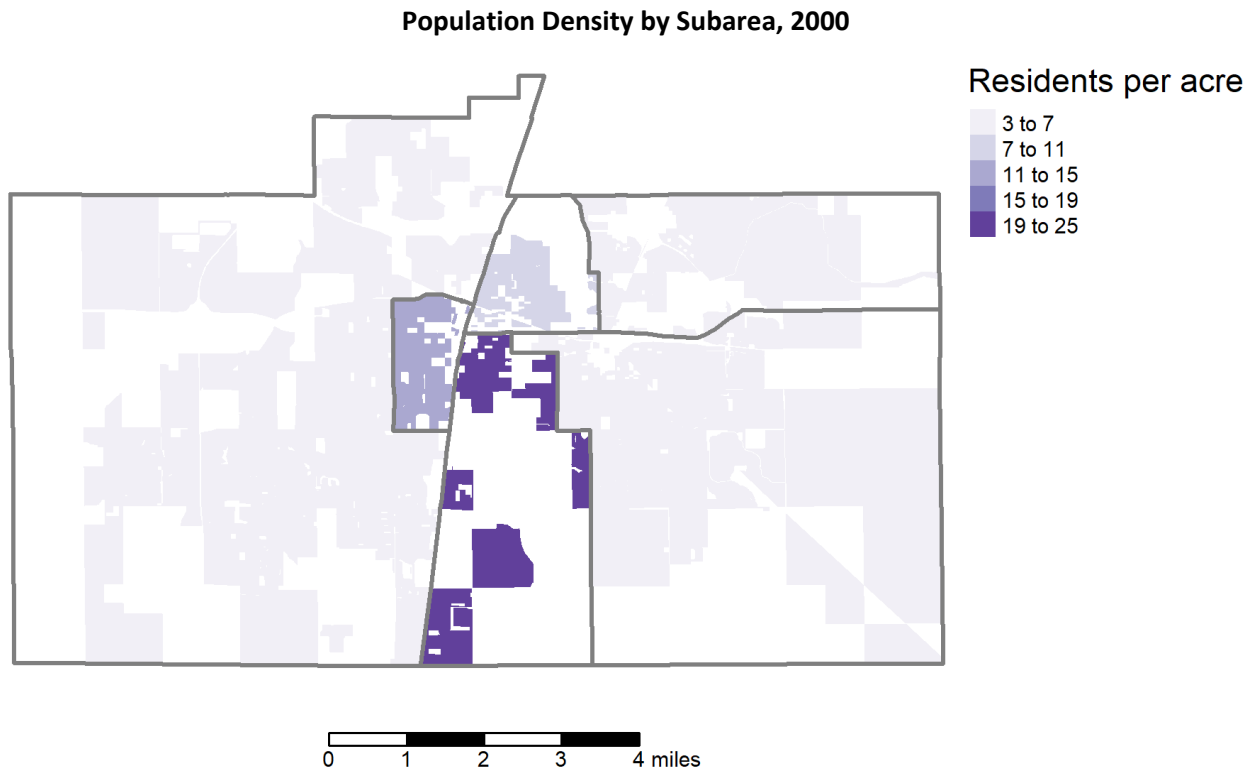 Population Density by Subarea, 2000
Residents per acre
3 to 7
7 to 11
11 to 15
15 to 19
19 to 25
0 1 2 3 4 miles